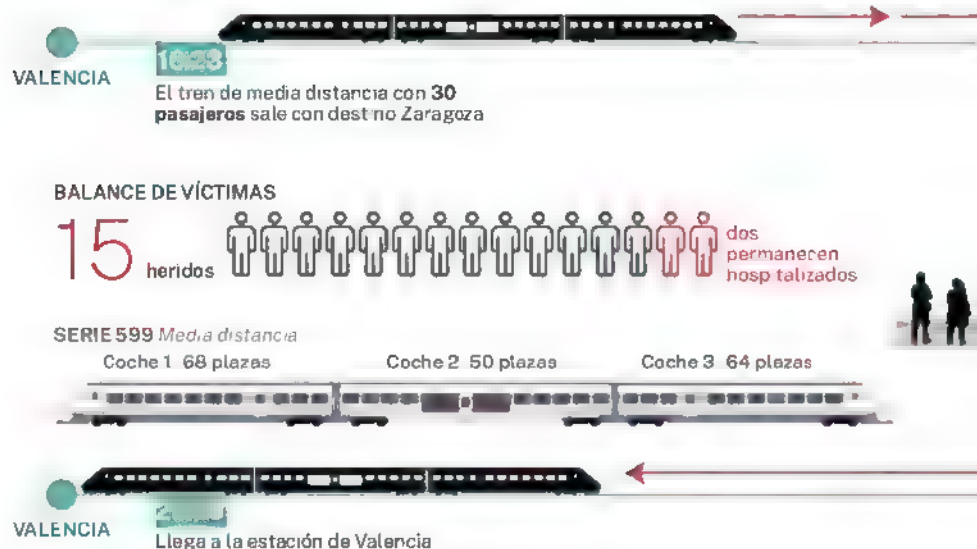 VALENCIA
16:23
El tren de media distancia con 30
pasajeros sale con destino Zaragoza
BALANCE DE VÍCTIMAS
15 heridos
dos
permanecen
hospitalizados
SERIE 599 Media distancia
Coche 1 68 plazas
Coche 2 50 plazas
Coche 3 64 plazas
VALENCIA
Llega a la estación de Valencia